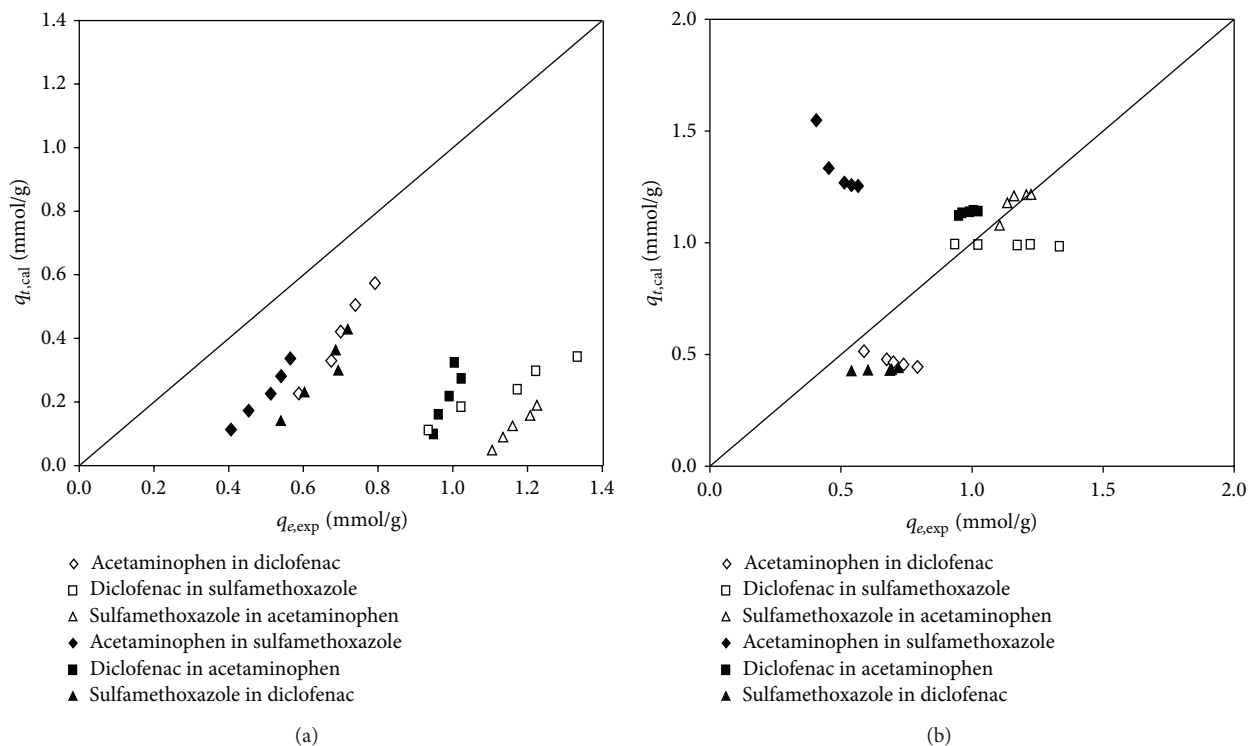 1.4
1.2
1.0
0.8
0.6
0.4
0.2
0.0
qt,cal (mmol/g)
0.0 0.2 0.4 0.6 0.8 1.0 1.2 1.4
qe,exp (mmol/g)
Acetaminophen in diclofenac
Diclofenac in sulfamethoxazole
Sulfamethoxazole in acetaminophen
Acetaminophen in sulfamethoxazole
Diclofenac in acetaminophen
Sulfamethoxazole in diclofenac
(a)
2.0
1.5
1.0
0.5
0.0
qt,cal (mmol/g)
0.0 0.5 1.0 1.5 2.0
qe,exp (mmol/g)
Acetaminophen in diclofenac
Diclofenac in sulfamethoxazole
Sulfamethoxazole in acetaminophen
Acetaminophen in sulfamethoxazole
Diclofenac in acetaminophen
Sulfamethoxazole in diclofenac
(b)